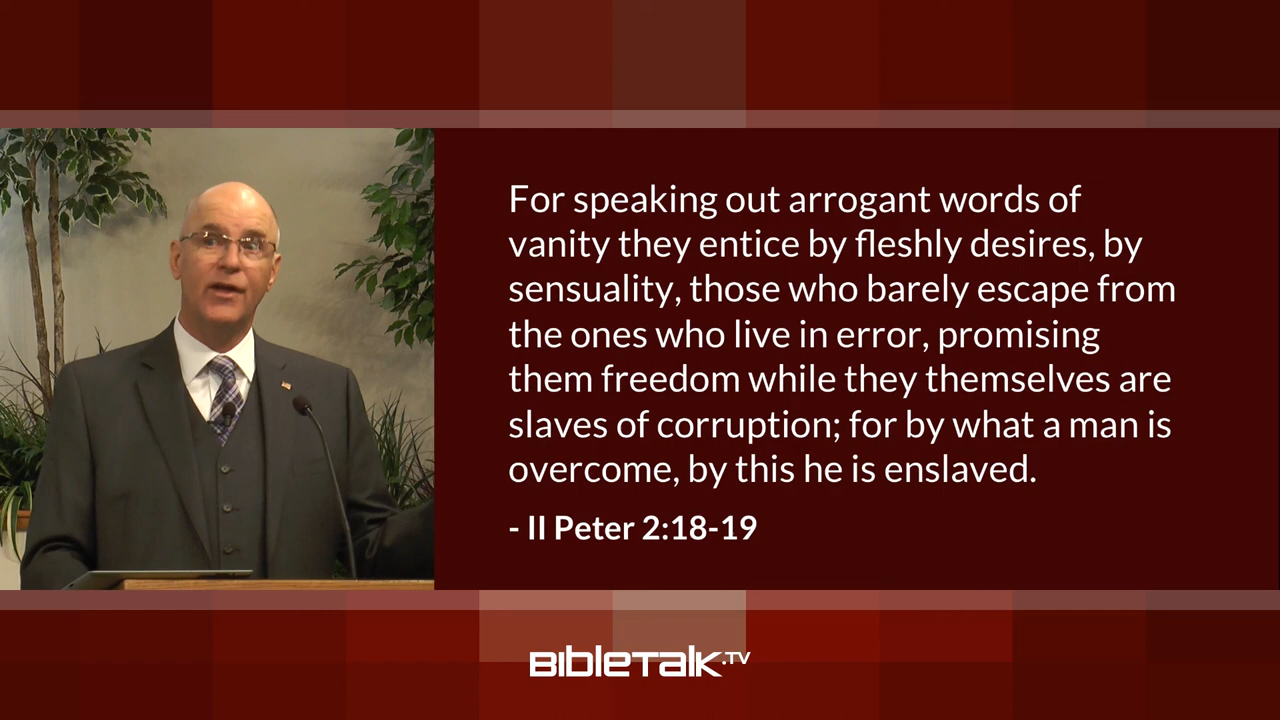 For speaking out arrogant words of
vanity they entice by fleshly desires, by
sensuality, those who barely escape from
the ones who live in error, promising
them freedom while they themselves are
slaves of corruption; for by what a man is
overcome, by this he is enslaved.
- II Peter 2:18-19
BIBLETALK.TV